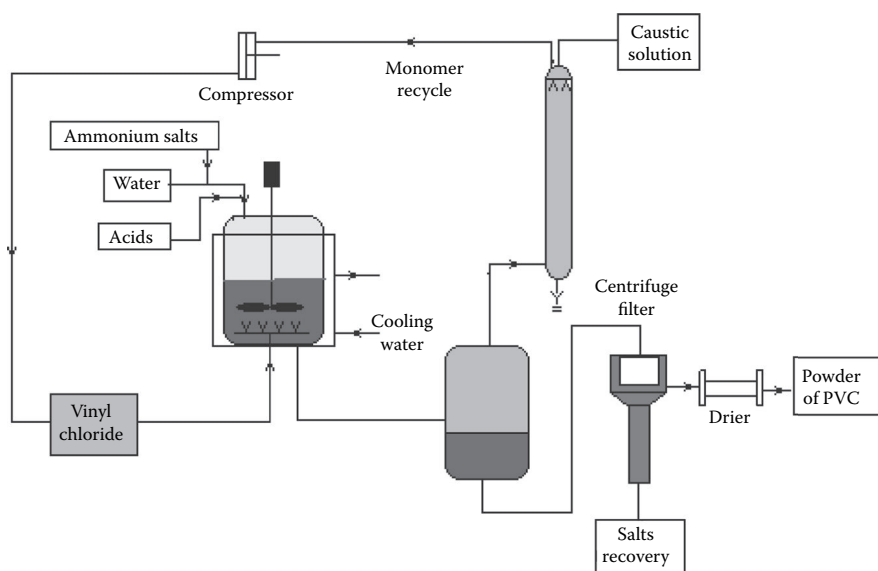 Caustic
solution
Monomer
recycle
Compressor
Ammonium salts
Water
Acids
Centrifuge
filter
Cooling
water
Vinyl
chloride
Powder
of PVC
Drier
Salts
recovery